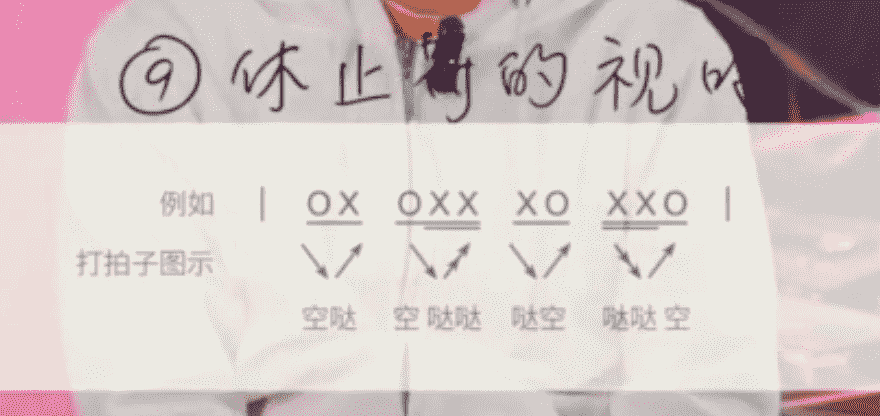 ⑨ 休止符的视
例如 | OX OXX XO XXO |
打拍子图示
空哒 空 哒哒 哒空 哒哒 空